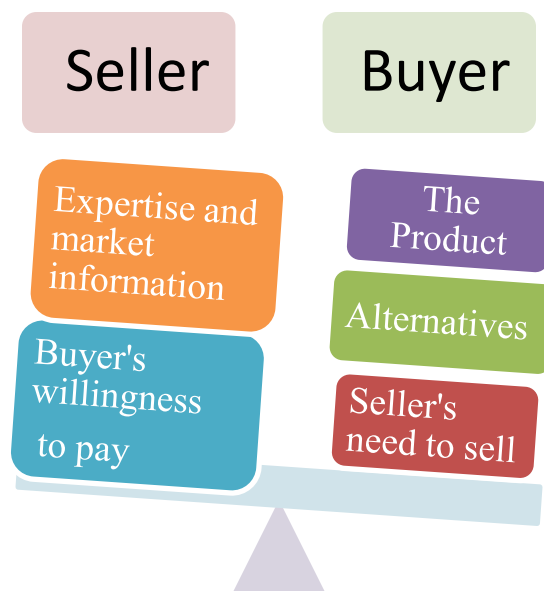 Seller
Buyer
Expertise and
market
information
Buyer's
willingness
to pay
The
Product
Alternatives
Seller's
need to sell